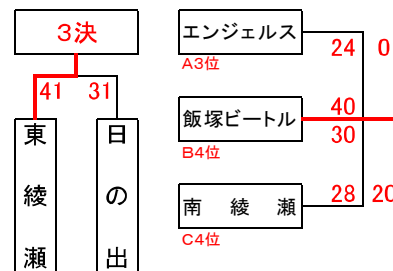 3決
41 31
東綾瀬
日の出
エンジェルス
A3位
24 0
飯塚ビートル
B4位
40
30
南綾瀬
C4位
28 20